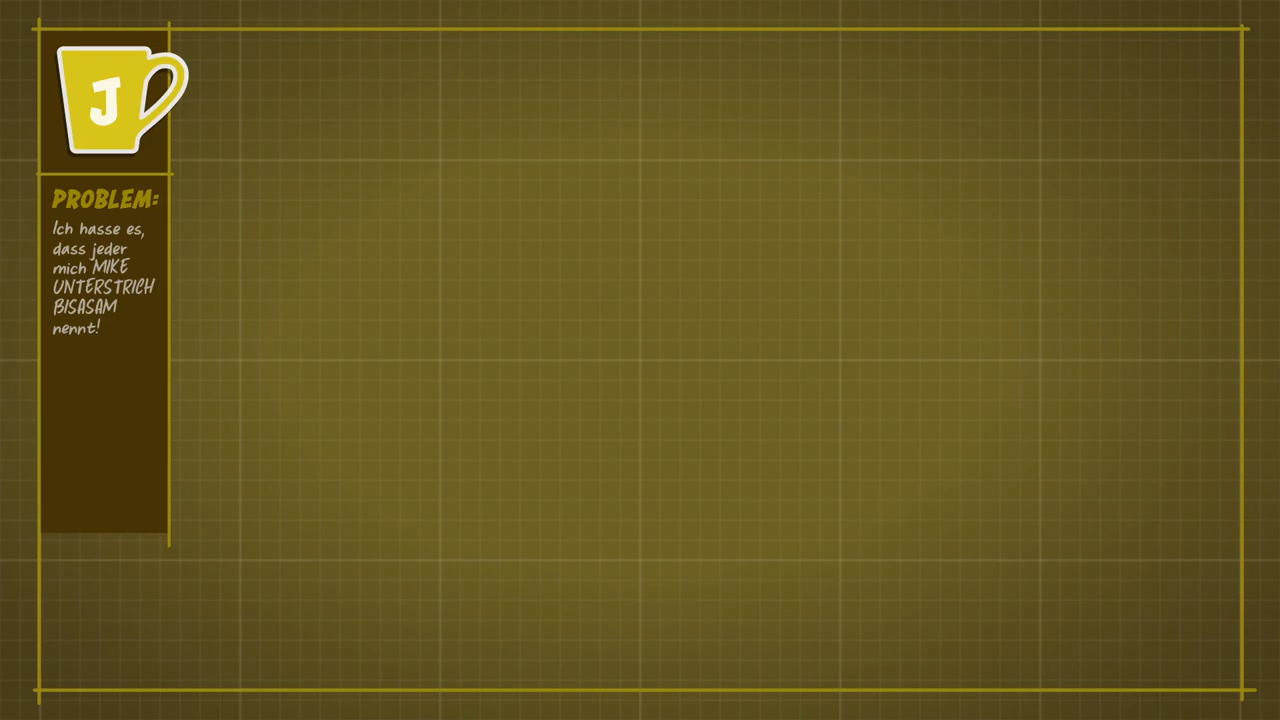 J
PROBLEM:
Ich hasse es,
dass jeder
mich MIKE
UNTERSTRICH
BISASAM
nennt!